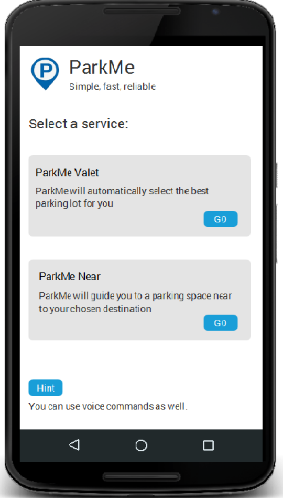 P
ParkMe
Simple, fast, reliable
Select a service:
ParkMe Valet
ParkMe will automatically select the best
parking lot for you
GO
ParkMe Near
ParkMe will guide you to a parking space near
to your chosen destination
GO
Hint
You can use voice commands as well.